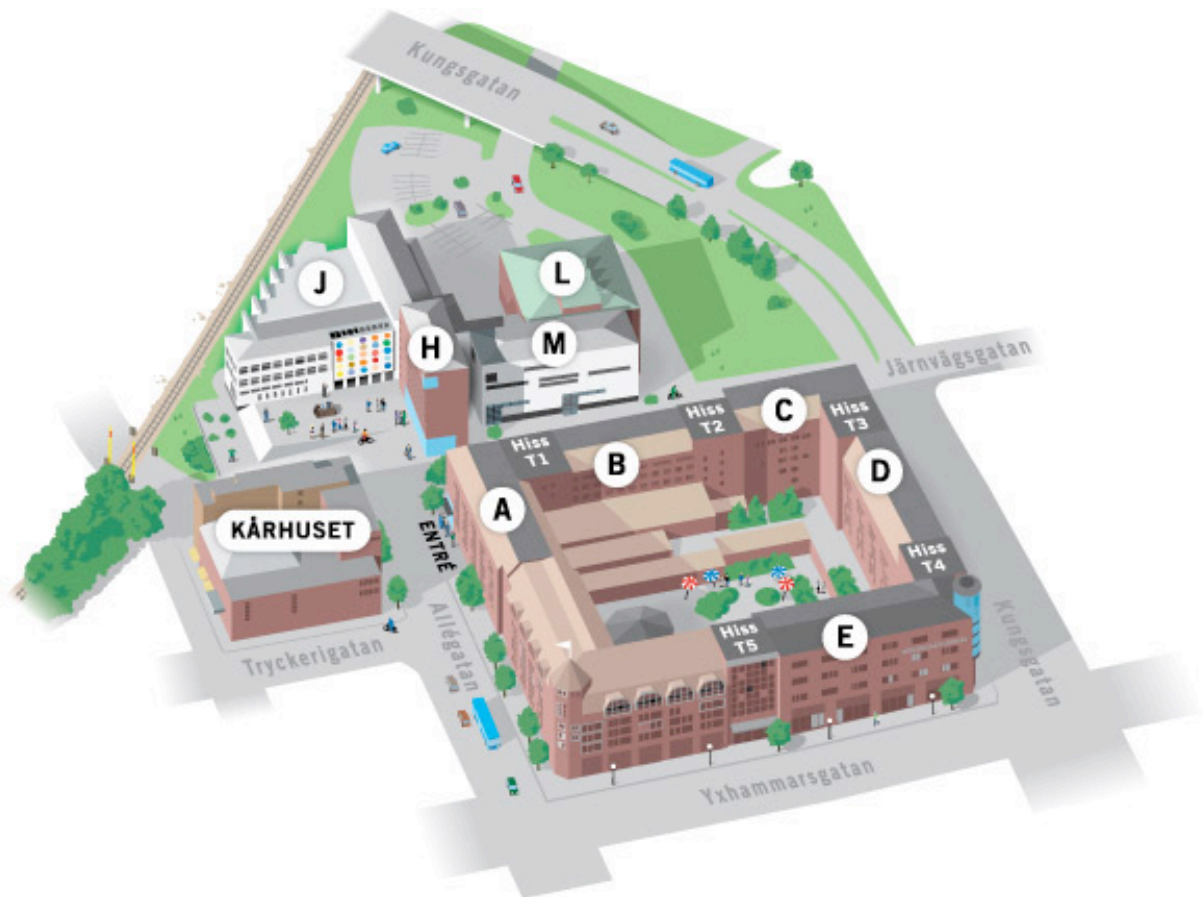 Kungsgatan
J
L
H
M
Järnvägsgatan
C
Hiss
T2
Hiss
T3
Hiss
T1
B
D
A
KÅRHUSET
ENTRÉ
Hiss
T4
Hiss
T5
E
Kungsgatan
Allégatan
Tryckerigatan
Yxhammarsgatan